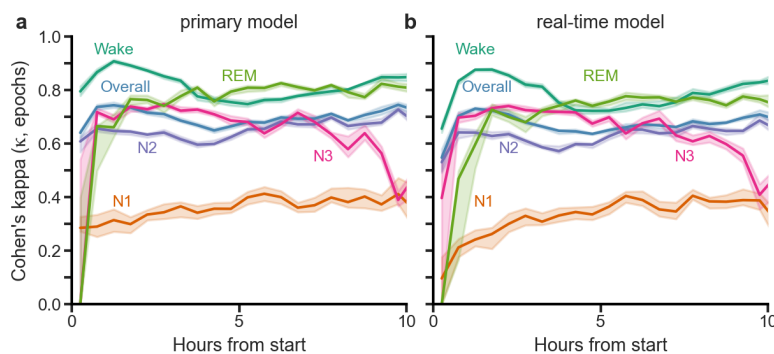 a
primary model
Cohen's kappa (κ, epochs)
1.0
0.8
0.6
0.4
0.2
0.0
Wake
Overall
REM
N2
N3
N1
0
5
10
Hours from start
b
real-time model
Wake
Overall
REM
N2
N3
N1
0
5
10
Hours from start